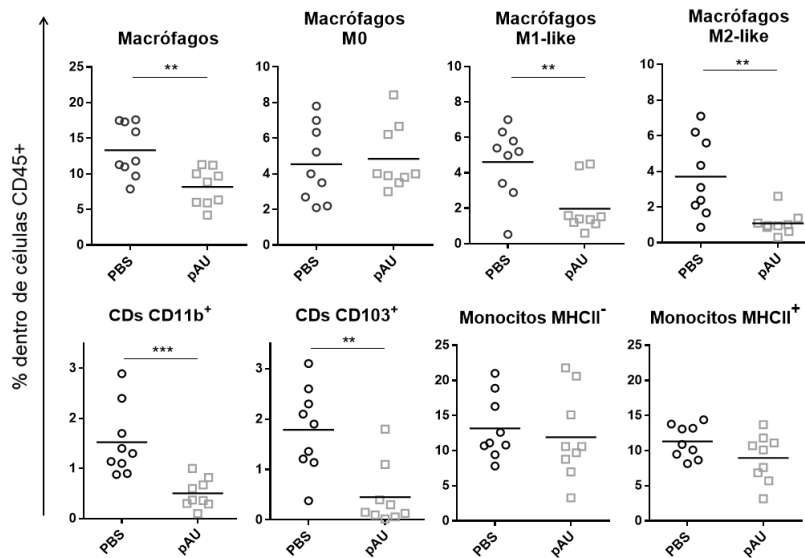 % dentro de células CD45+
Macrófagos
**
25
20
15
10
5
0
PBS
pAU
Macrófagos
M0
10
8
6
4
2
0
PBS
pAU
Macrófagos
M1-like
**
10
8
6
4
2
0
PBS
pAU
Macrófagos
M2-like
**
10
8
6
4
2
0
PBS
pAU
CDs CD11b⁺
***
3
2
1
0
PBS
pAU
CDs CD103⁺
**
3
2
1
0
PBS
pAU
Monocitos MHCII⁻
25
20
15
10
5
0
PBS
pAU
Monocitos MHCII⁺
25
20
15
10
5
0
PBS
pAU